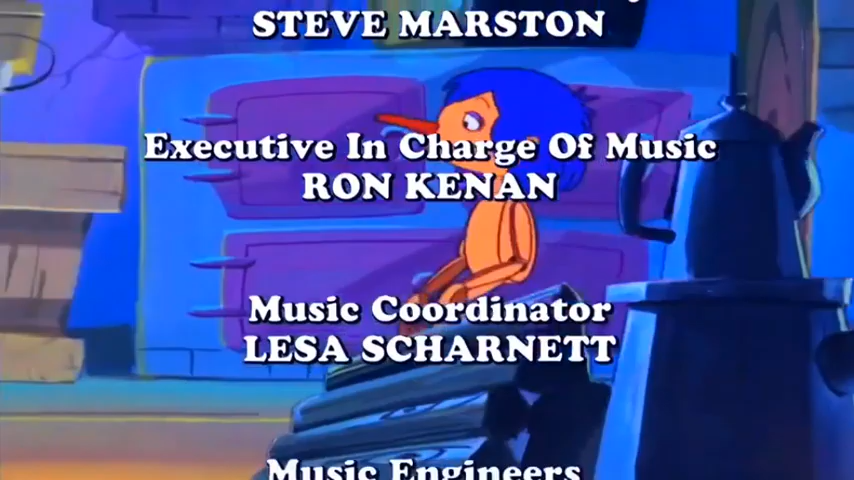 STEVE MARSTON
Executive In Charge Of Music
RON KENAN
Music Coordinator
LESA SCHARNETT
Music Engineers